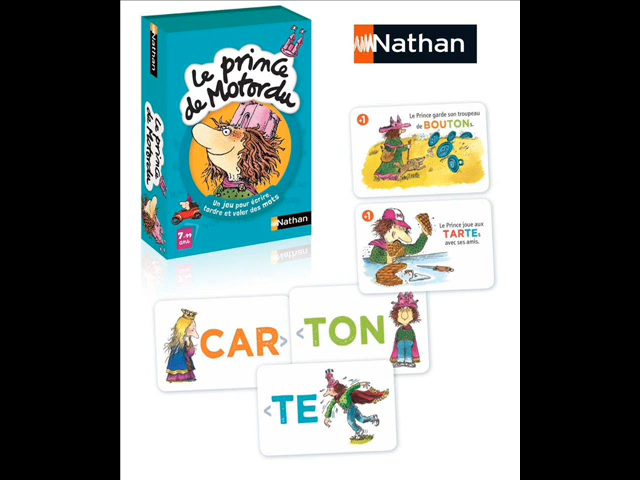 Nathan
Le prince
de Motordu
Un jeu pour écrire,
tordre et voler des mots
Nathan
Le prince
de Motordu
7-99
ans
Nathan
+1
Le Prince garde son troupeau
de BOUTONs.
+1
Le Prince joue aux
TARTEs
avec ses amis.
CAR>
<TON
<TE